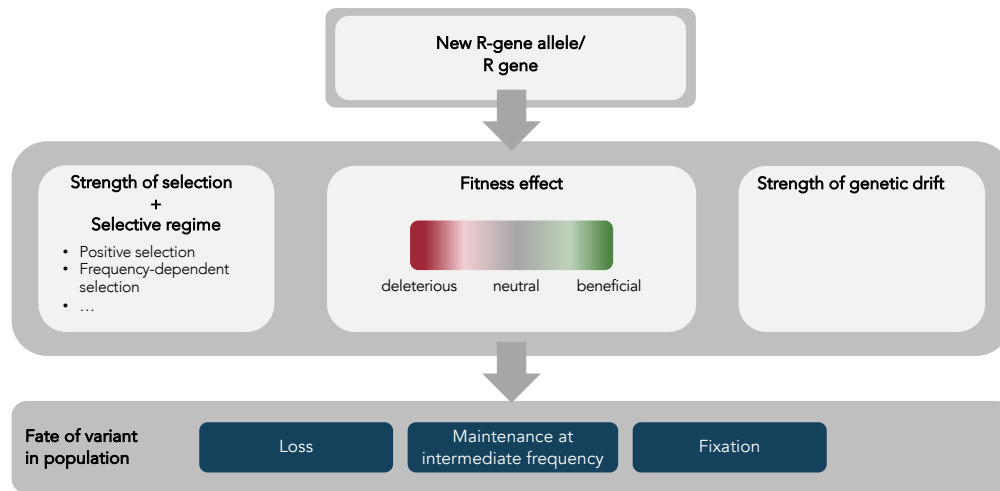 New R-gene allele/
R gene
Strength of selection
+
Selective regime
• Positive selection
• Frequency-dependent
selection
• ...
Fitness effect
deleterious neutral beneficial
Strength of genetic drift
Fate of variant
in population
Loss
Maintenance at
intermediate frequency
Fixation